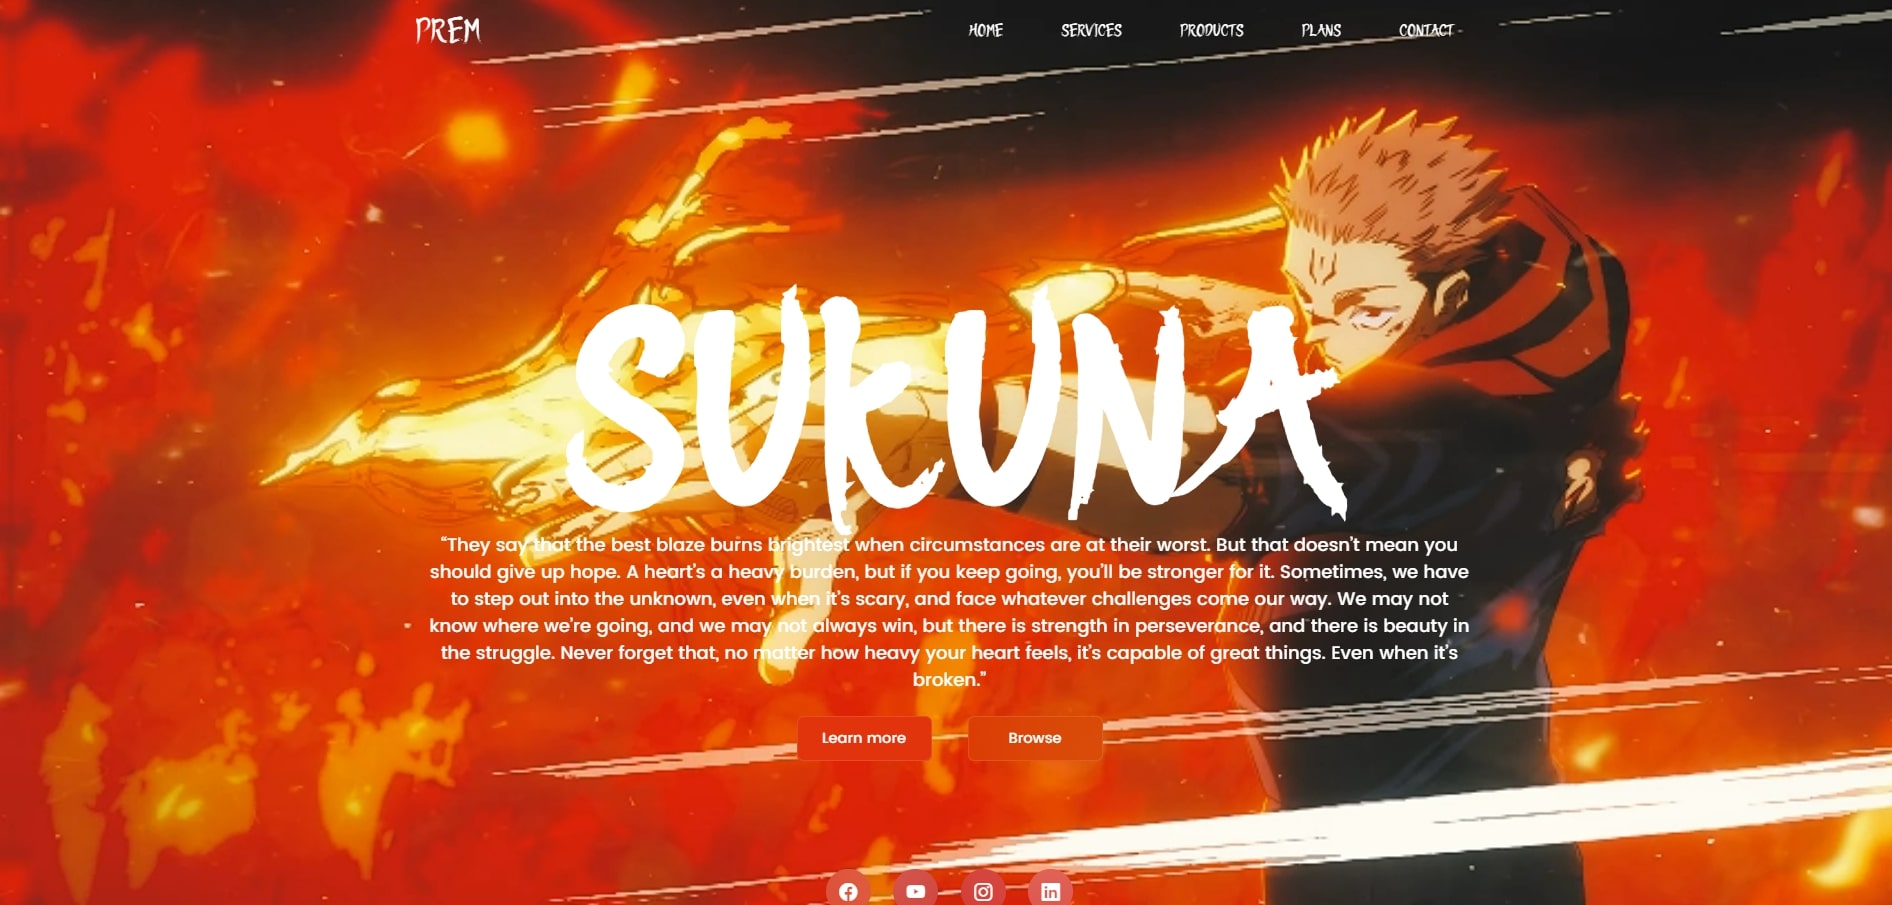 PREM
HOME SERVICES PRODUCTS PLANS CONTACT
SUKUNA
“They say that the best blaze burns brightest when circumstances are at their worst. But that doesn’t mean you
should give up hope. A heart’s a heavy burden, but if you keep going, you’ll be stronger for it. Sometimes, we have
to step out into the unknown, even when it’s scary, and face whatever challenges come our way. We may not
know where we’re going, and we may not always win, but there is strength in perseverance, and there is beauty in
the struggle. Never forget that, no matter how heavy your heart feels, it’s capable of great things. Even when it’s
broken.”
Learn more Browse